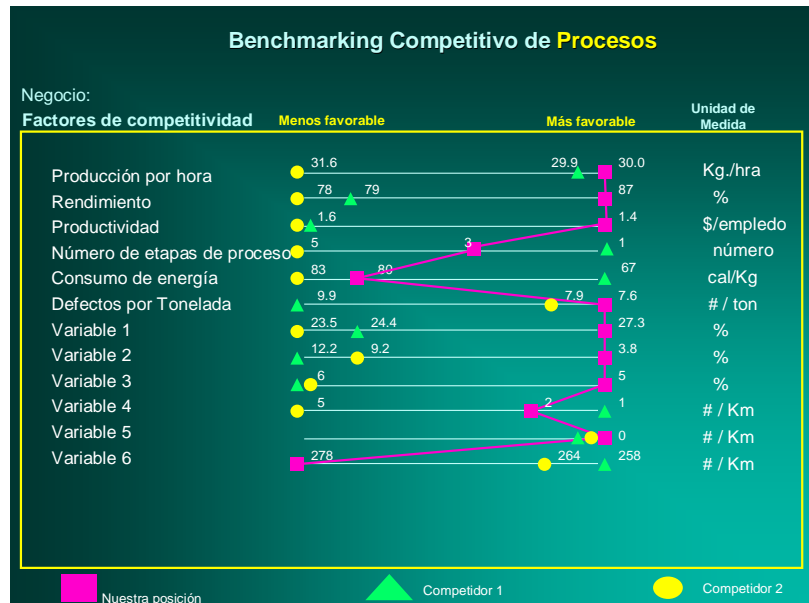 Benchmarking Competitivo de Procesos
Negocio:
Factores de competitividad Menos favorable Más favorable Unidad de Medida
Producción por hora 31.6 29.9 30.0 Kg./hra
Rendimiento 78 79 87 %
Productividad 1.6 1.4 $/empledo
Número de etapas de proceso 5 3 1 número
Consumo de energía 83 80 67 cal/Kg
Defectos por Tonelada 9.9 7.9 7.6 # / ton
Variable 1 23.5 24.4 27.3 %
Variable 2 12.2 9.2 3.8 %
Variable 3 6 5 %
Variable 4 5 2 1 # / Km
Variable 5 0 # / Km
Variable 6 278 264 258 # / Km
Nuestra posición Competidor 1 Competidor 2